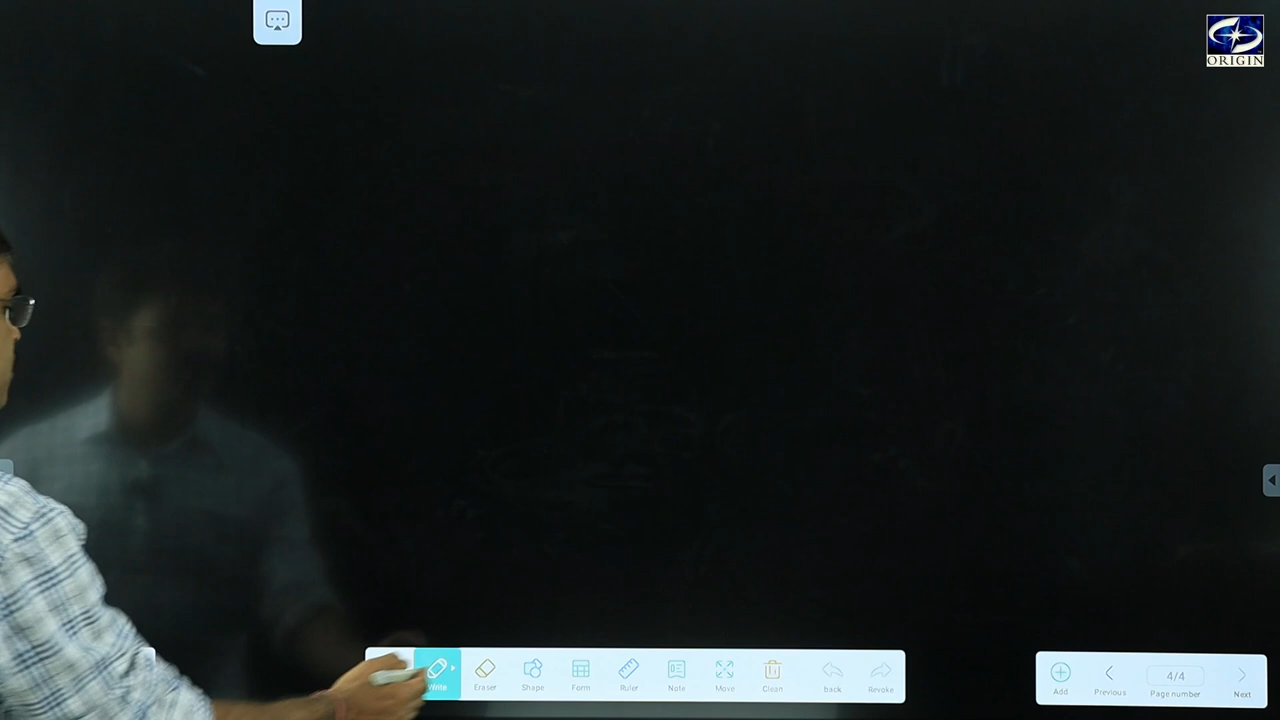 ORIGIN
Write
Eraser
Shape
Form
Ruler
Note
Move
Clean
back
Revoke
Add
Previous
4/4
Page number
Next